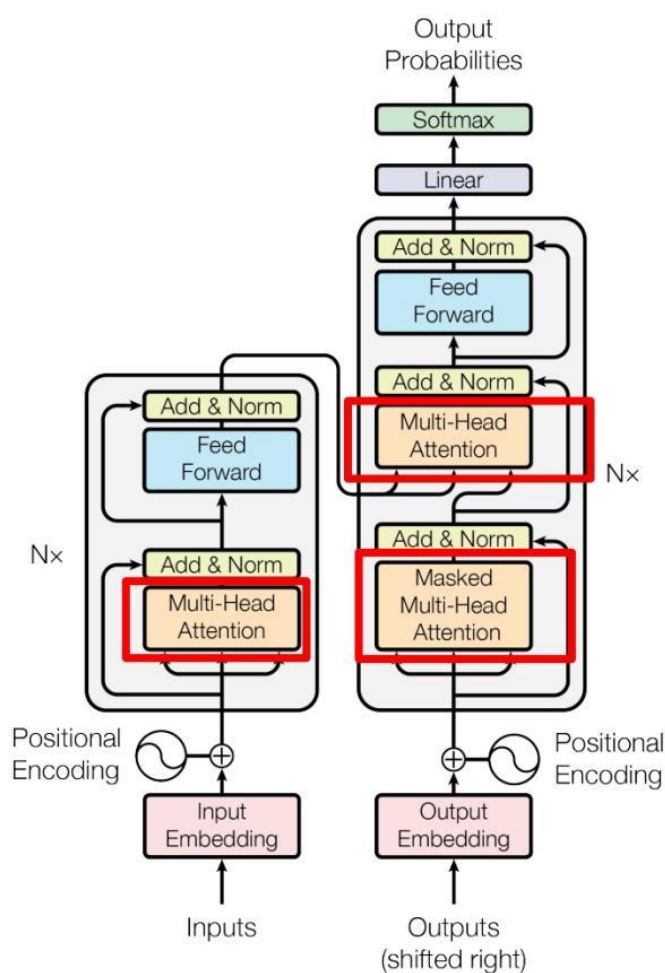 Output
Probabilities
Softmax
Linear
Add & Norm
Feed
Forward
Add & Norm
Multi-Head
Attention
Nx
Add & Norm
Masked
Multi-Head
Attention
Add & Norm
Feed
Forward
Nx
Add & Norm
Multi-Head
Attention
Positional
Encoding
Positional
Encoding
Input
Embedding
Output
Embedding
Inputs
Outputs
(shifted right)